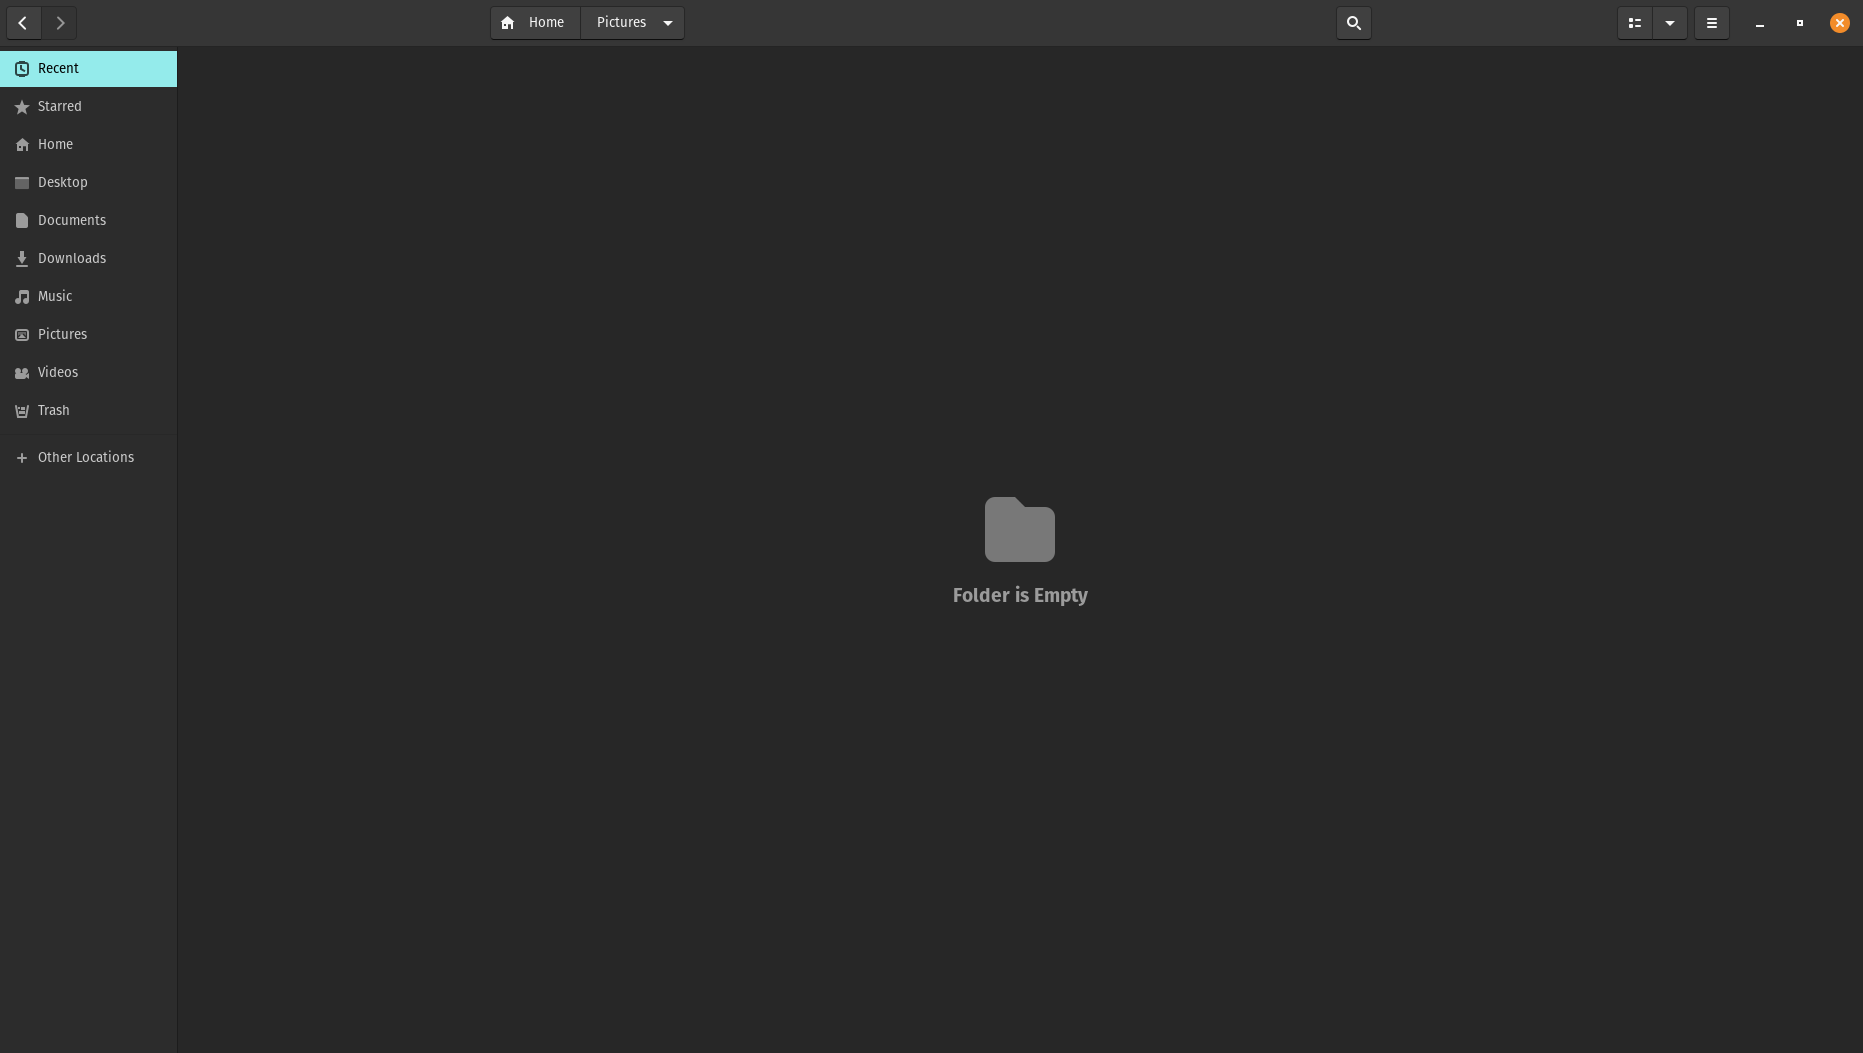 Home
Pictures
Recent
Starred
Home
Desktop
Documents
Downloads
Music
Pictures
Videos
Trash
Other Locations
Folder is Empty